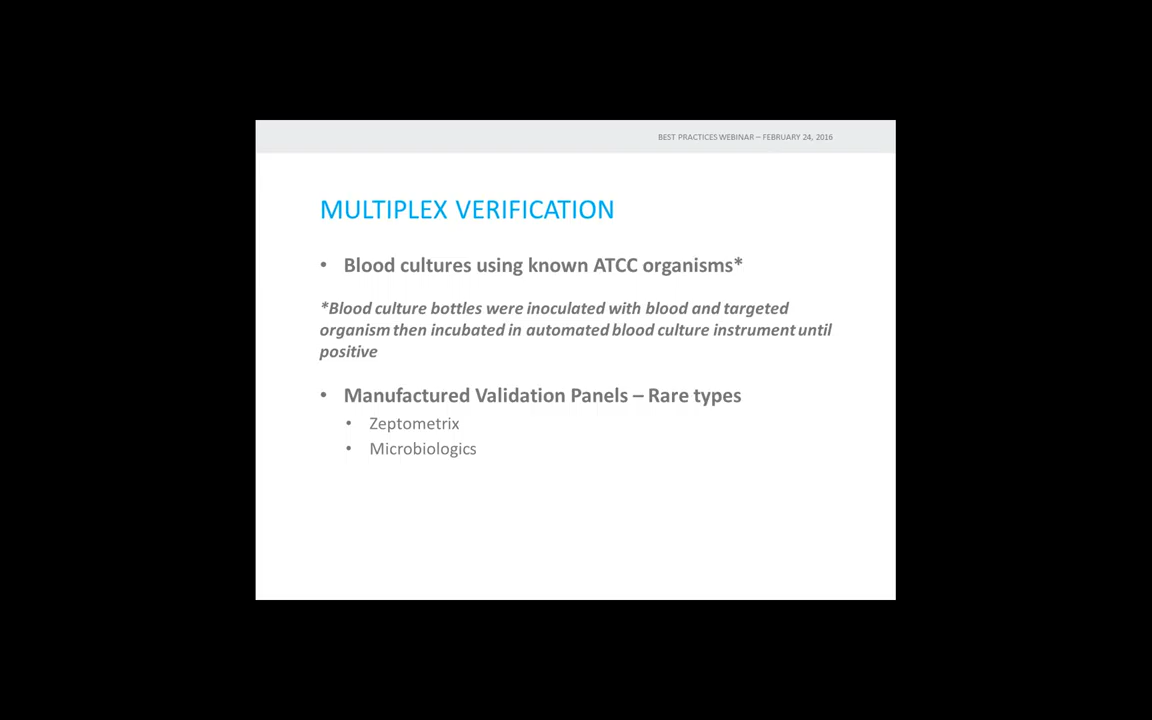 BEST PRACTICES WEBINAR – FEBRUARY 24, 2016
MULTIPLEX VERIFICATION
• Blood cultures using known ATCC organisms*
*Blood culture bottles were inoculated with blood and targeted
organism then incubated in automated blood culture instrument until
positive
• Manufactured Validation Panels – Rare types
• Zeptometrix
• Microbiologics